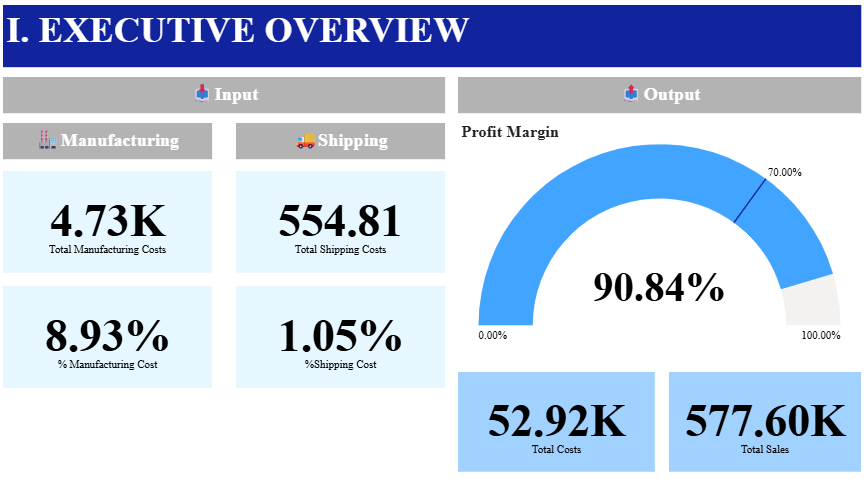 I. EXECUTIVE OVERVIEW
Input
Manufacturing
Shipping
4.73K
Total Manufacturing Costs
554.81
Total Shipping Costs
8.93%
% Manufacturing Cost
1.05%
%Shipping Cost
Output
Profit Margin
70.00%
90.84%
0.00%
100.00%
52.92K
Total Costs
577.60K
Total Sales